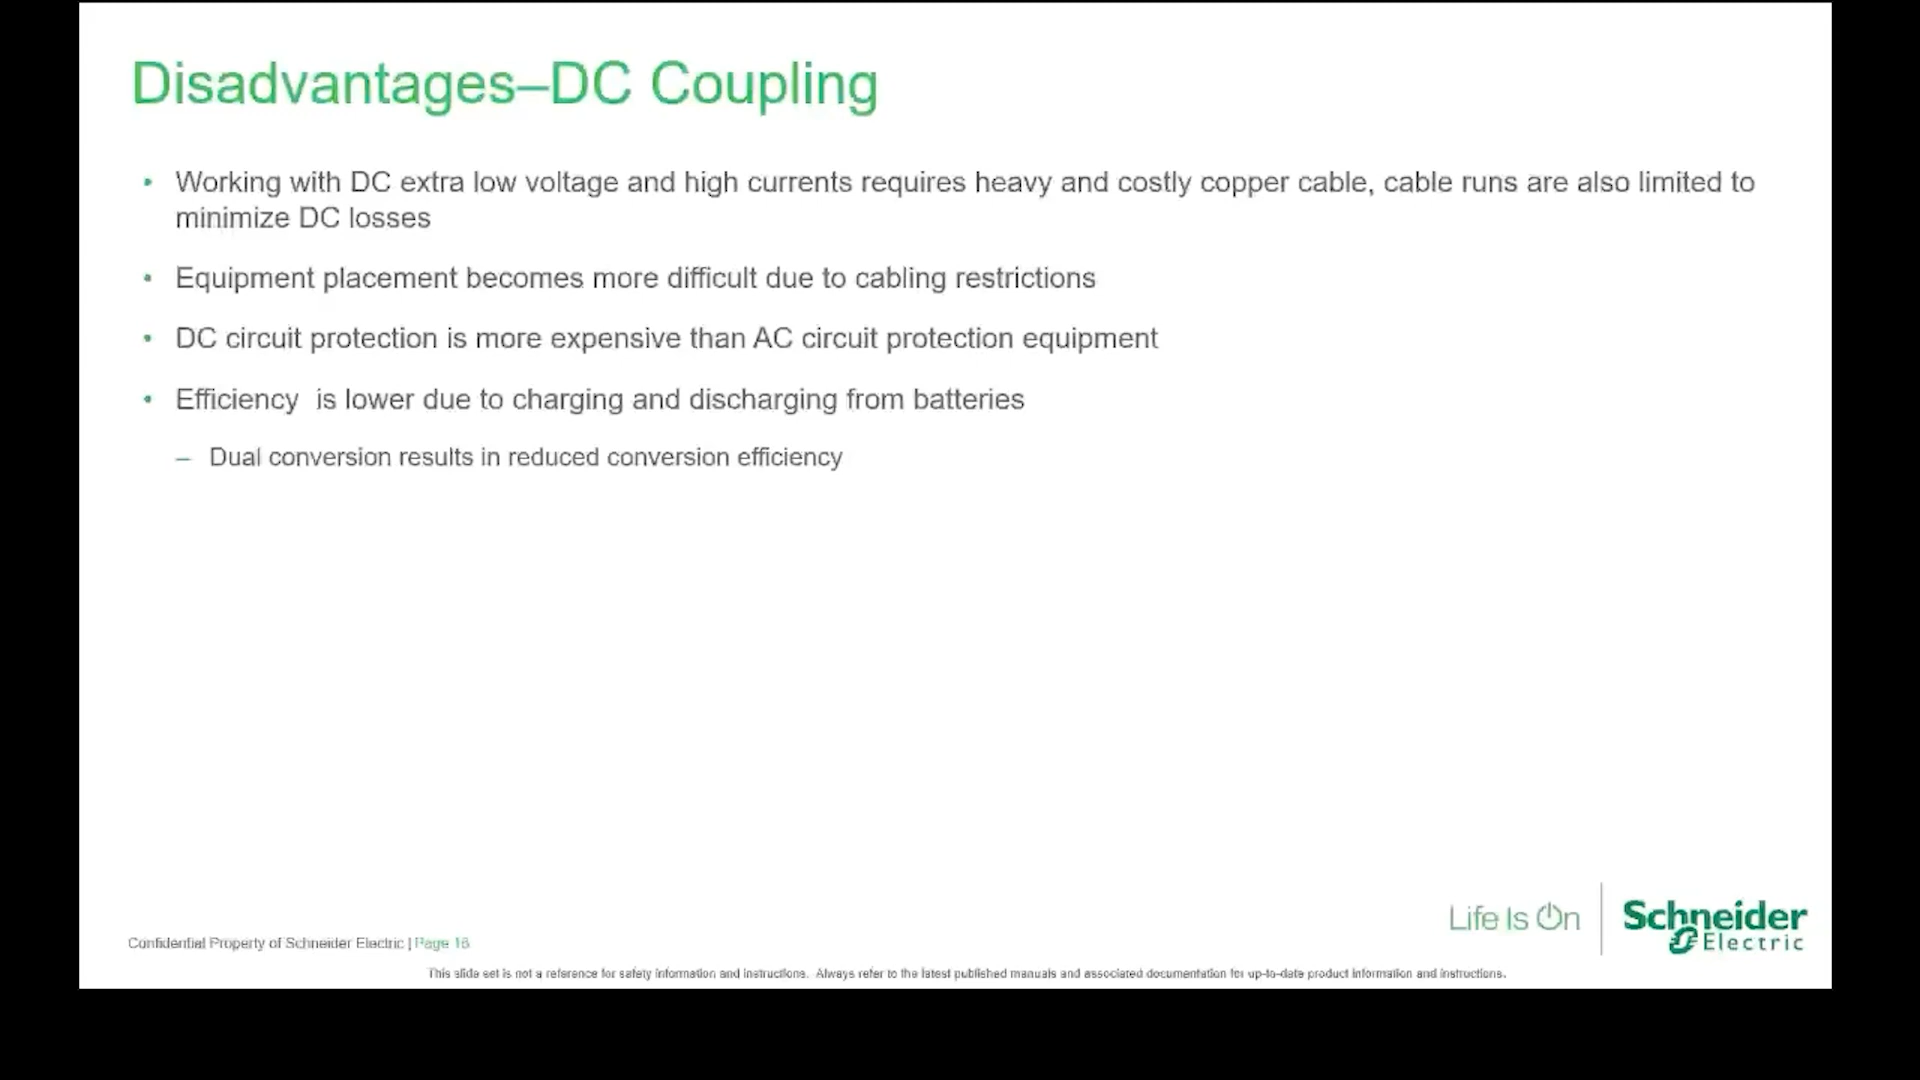 Disadvantages–DC Coupling
• Working with DC extra low voltage and high currents requires heavy and costly copper cable, cable runs are also limited to
minimize DC losses
• Equipment placement becomes more difficult due to cabling restrictions
• DC circuit protection is more expensive than AC circuit protection equipment
• Efficiency  is lower due to charging and discharging from batteries
– Dual conversion results in reduced conversion efficiency
Life Is On
Schneider
Electric
Confidential Property of Schneider Electric | Page 16
This slide set is not a reference for safety information and instructions.  Always refer to the latest published manuals and associated documentation for up-to-date product information and instructions.